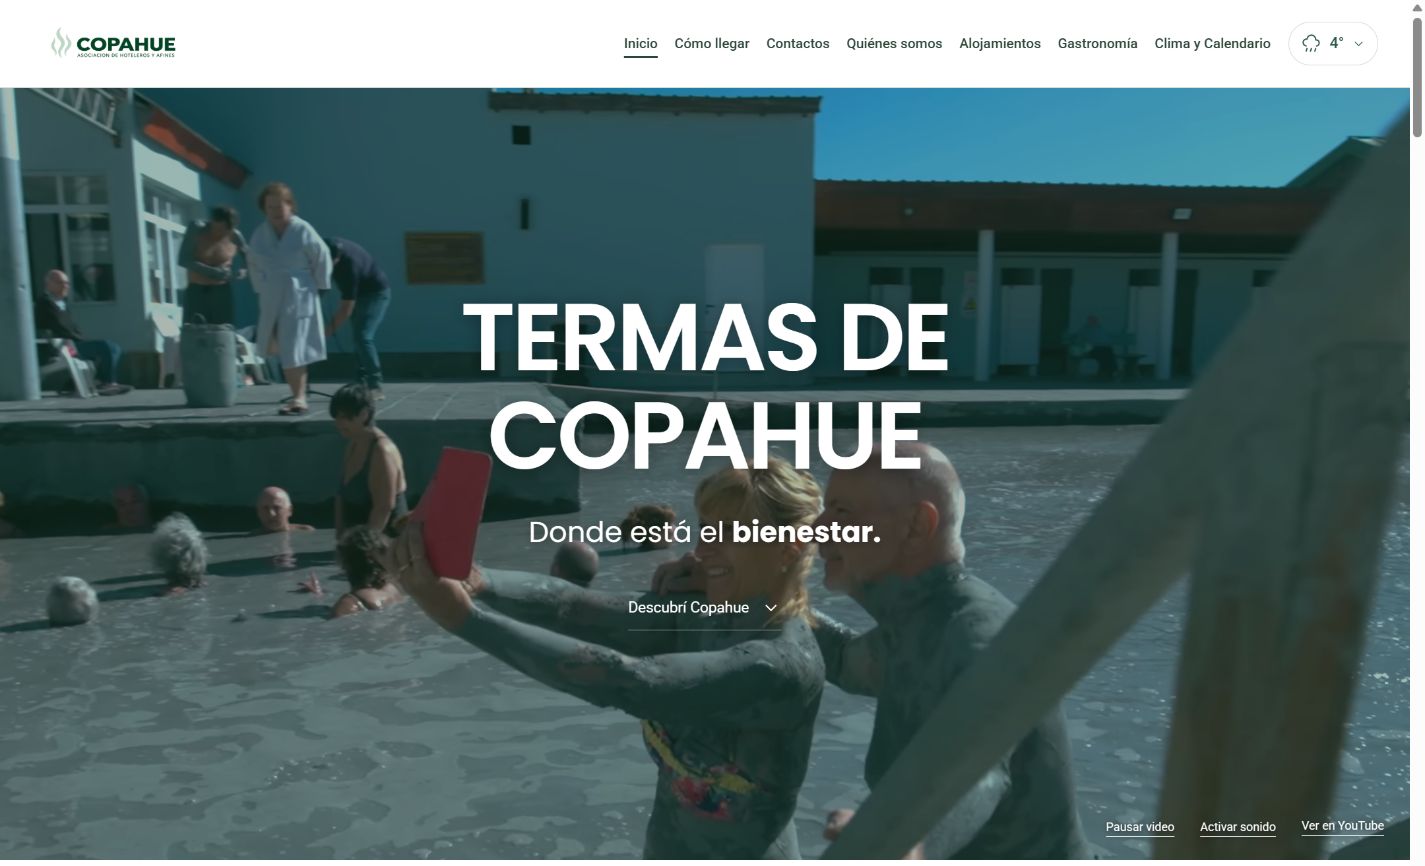 COPAHUE
ASOCIACION DE HOTELEROS Y AFINES
Inicio
Cómo llegar
Contactos
Quiénes somos
Alojamientos
Gastronomía
Clima y Calendario
4°
TERMAS DE
COPAHUE
Donde está el bienestar.
Descubrí Copahue
Pausar video
Activar sonido
Ver en YouTube